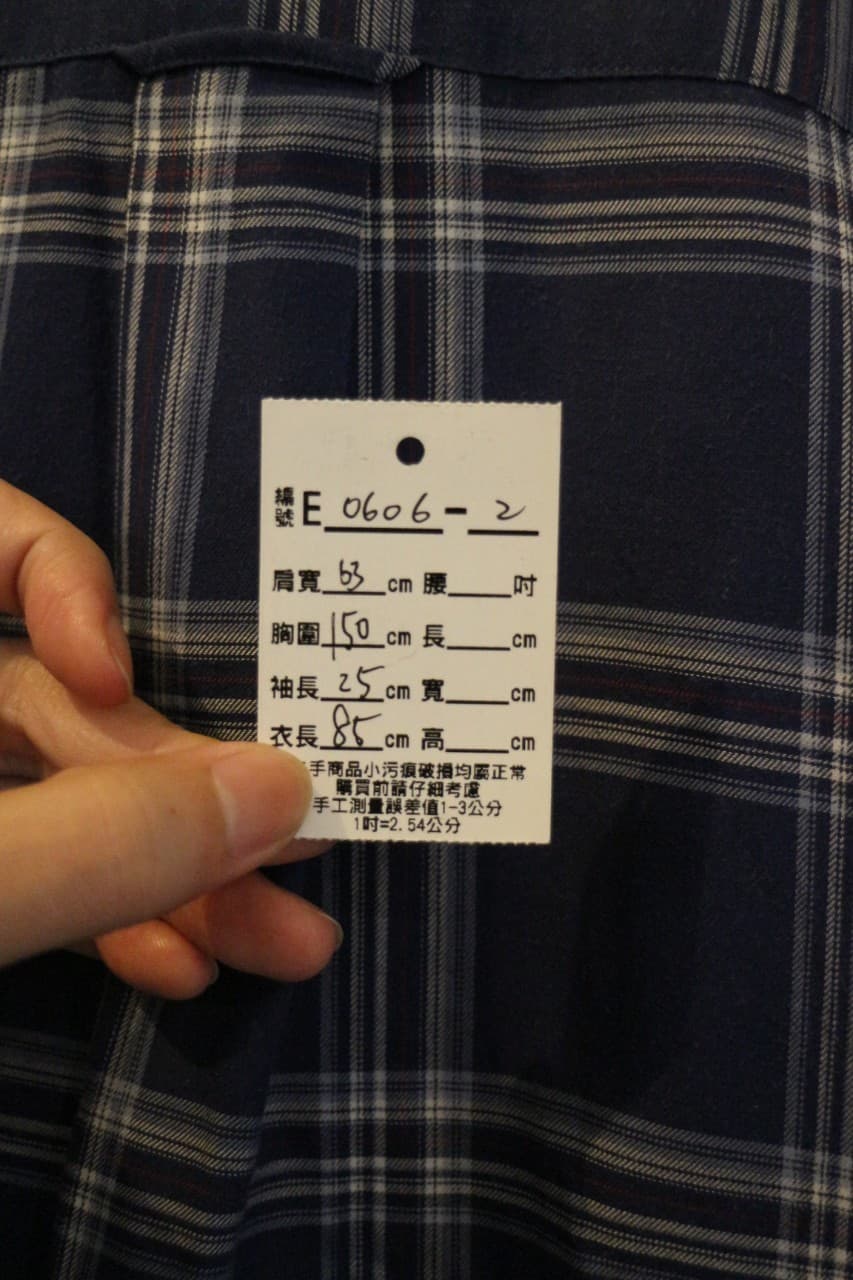 編號 E 0606 - 2
肩寬 63 cm 腰 吋
胸圍 150 cm 長 cm
袖長 25 cm 寬 cm
衣長 85 cm 高 cm
手商品小污痕破損均屬正常
購買前請仔細考慮
手工測量誤差值1-3公分
1吋=2.54公分